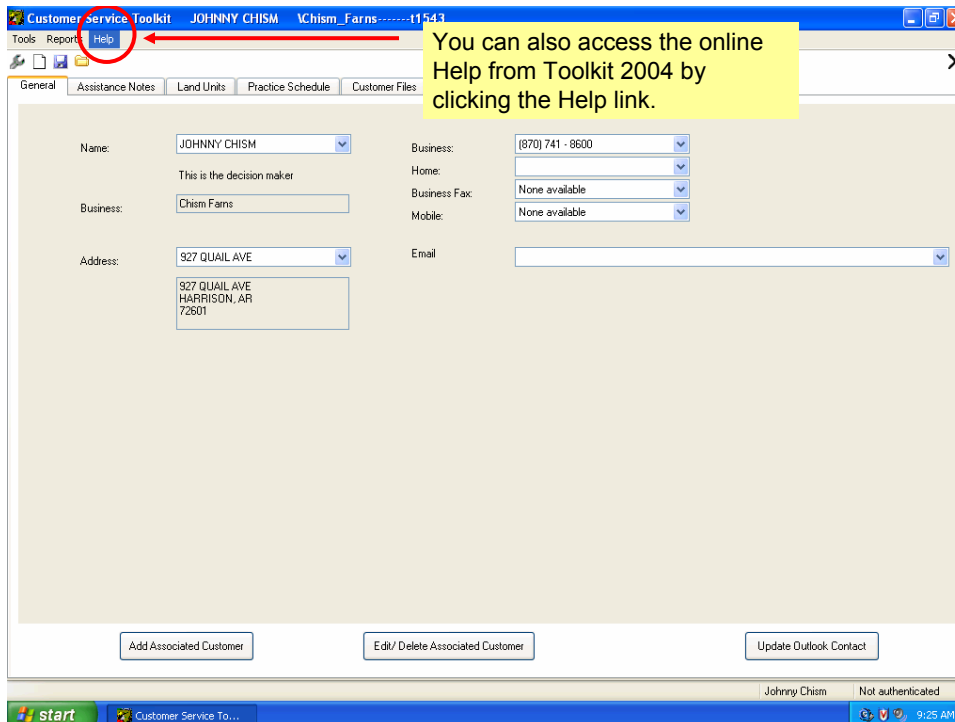 Customer Service Toolkit JOHNNY CHISM \Chism_Farns-------t1543
Tools Reports Help
You can also access the online
Help from Toolkit 2004 by
clicking the Help link.
General Assistance Notes Land Units Practice Schedule Customer Files
Name: JOHNNY CHISM Business: (870) 741 - 8600
This is the decision maker Home:
Business Fax: None available
Business: Chism Farns Mobile: None available
Address: 927 QUAIL AVE Email
927 QUAIL AVE
HARRISON, AR
72601
Add Associated Customer Edit/ Delete Associated Customer Update Outlook Contact
Johnny Chism Not authenticated
start Customer Service To... 9:25 AM